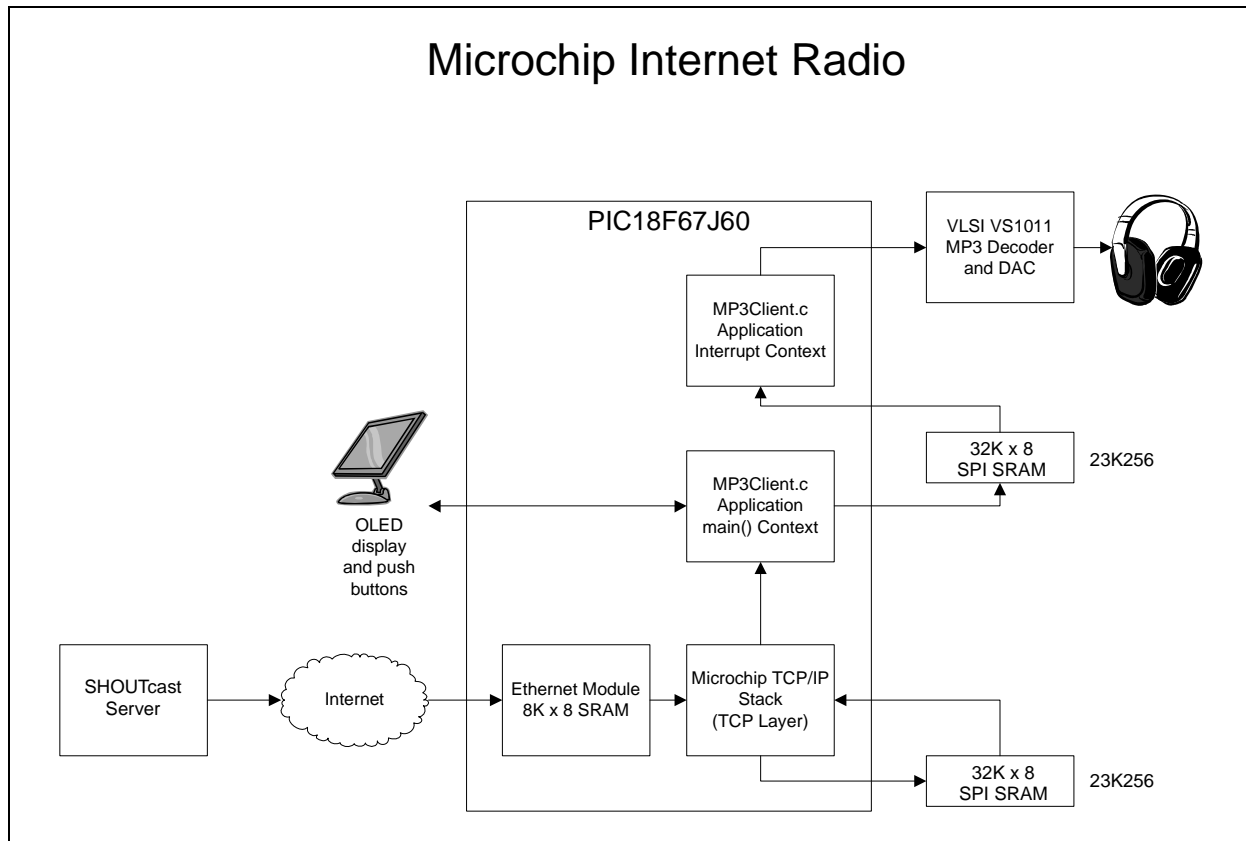 Microchip Internet Radio
PIC18F67J60
VLSI VS1011
MP3 Decoder
and DAC
MP3Client.c
Application
Interrupt Context
32K x 8
SPI SRAM
23K256
MP3Client.c
Application
main() Context
OLED
display
and push
buttons
SHOUTcast
Server
Internet
Ethernet Module
8K x 8 SRAM
Microchip TCP/IP
Stack
(TCP Layer)
32K x 8
SPI SRAM
23K256